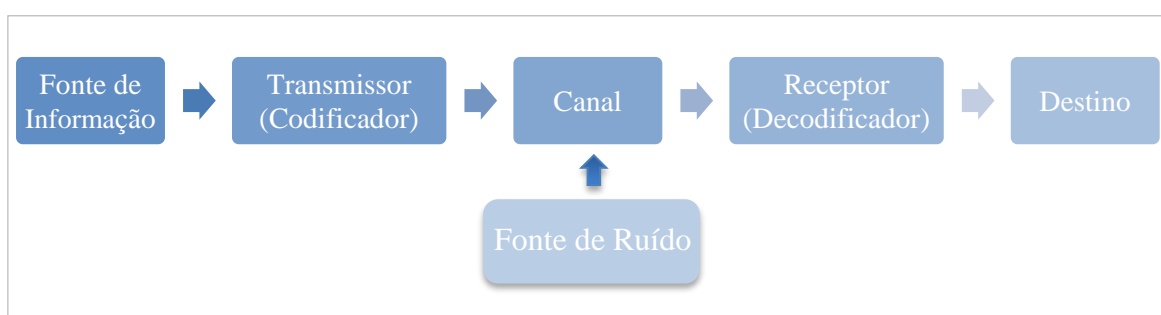 Fonte de
Informação
Transmissor
(Codificador)
Canal
Receptor
(Decodificador)
Destino
Fonte de Ruído